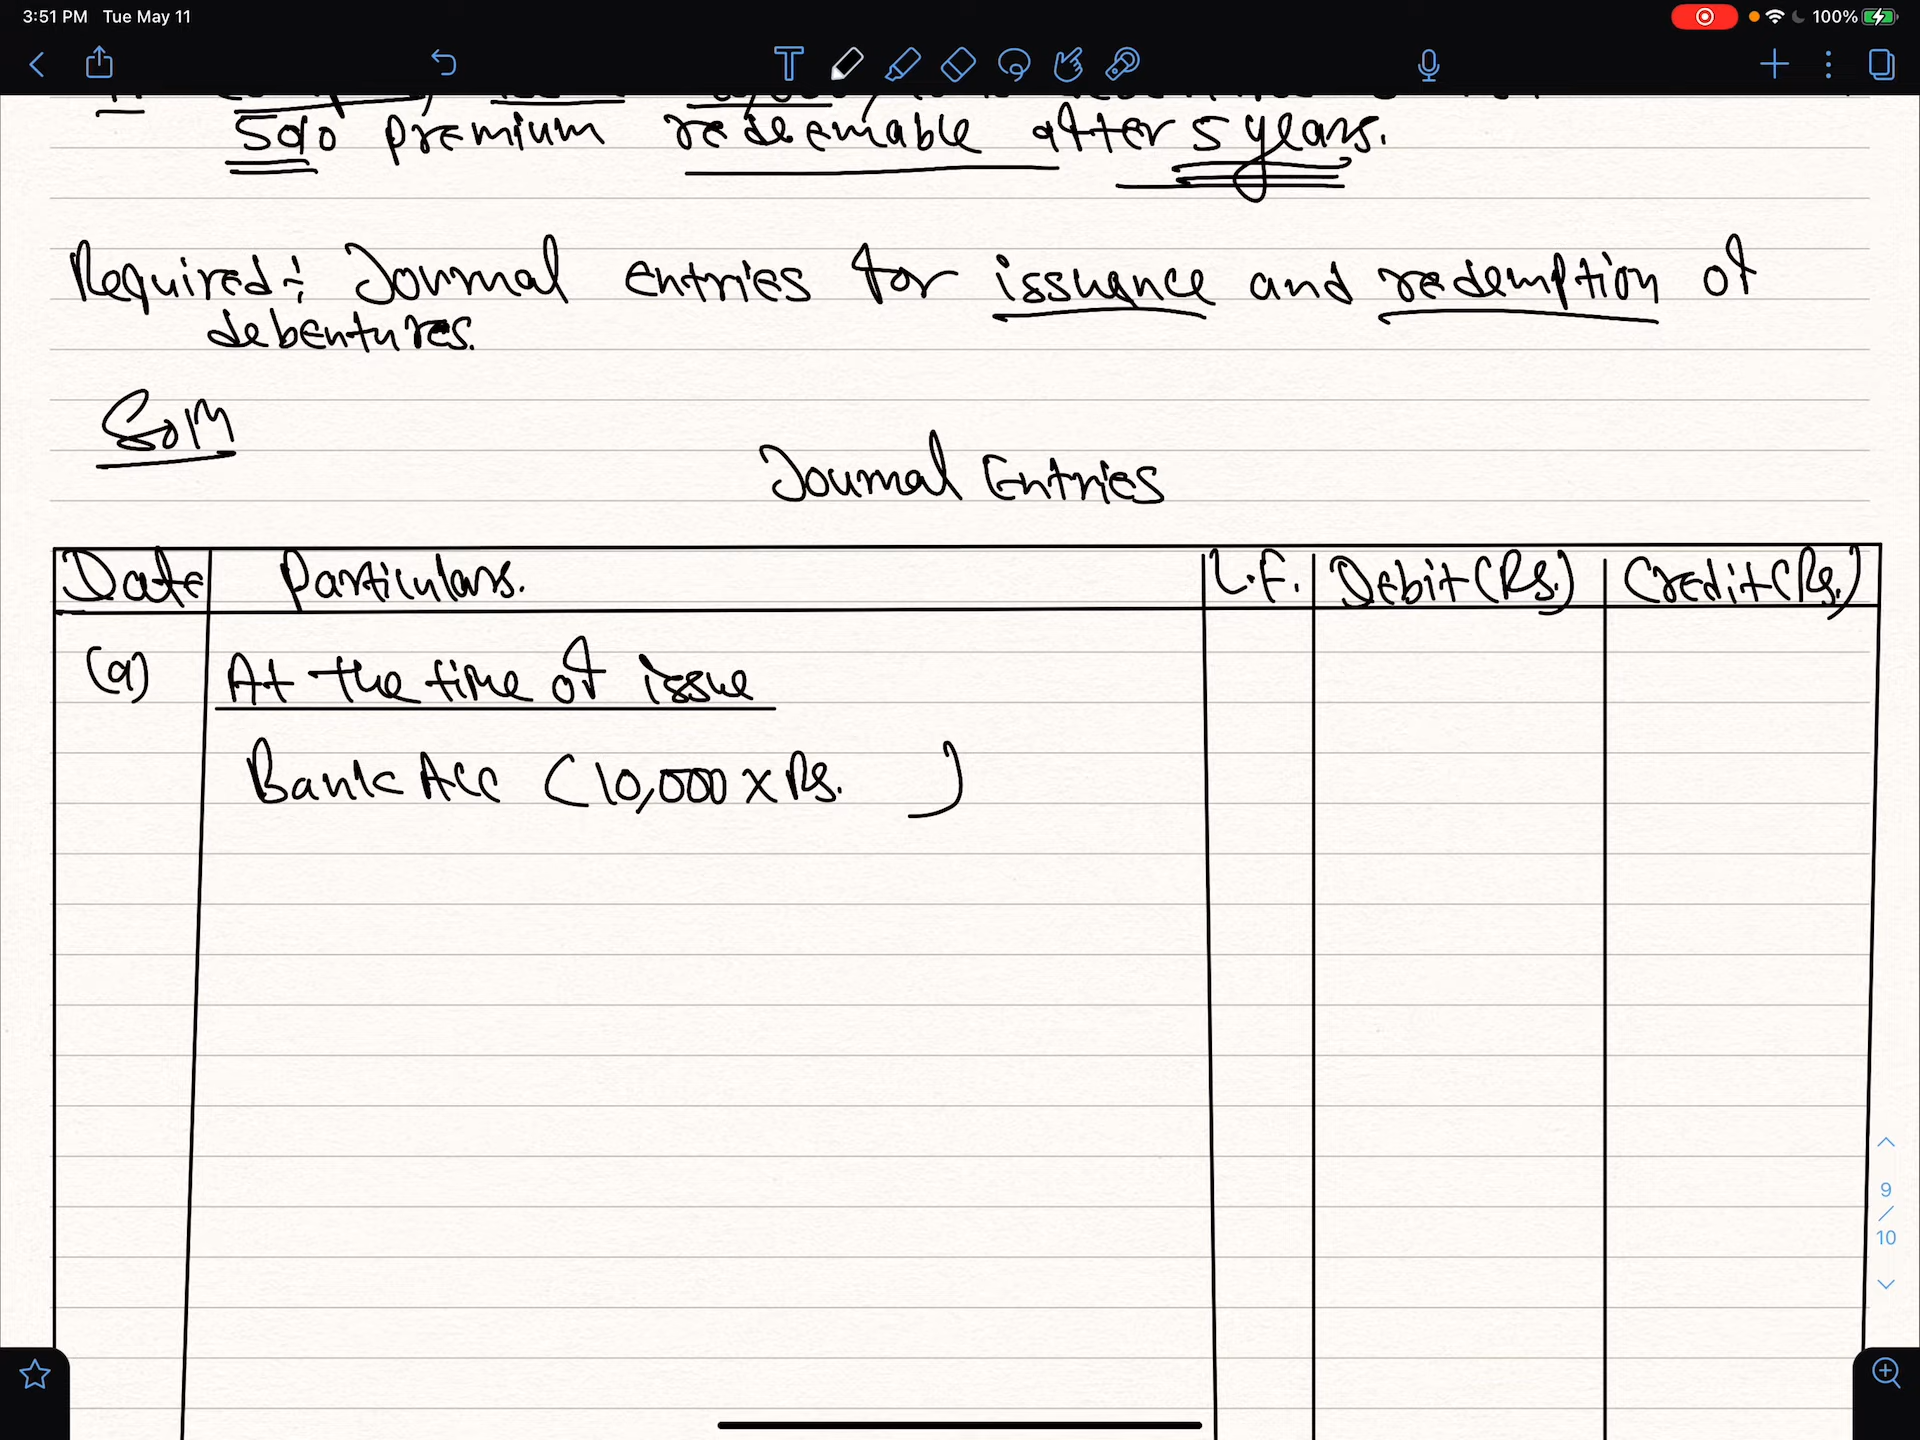 3:51 PM Tue May 11
100%
5% premium redeemable after 5 years.
Required:- Journal entries for issuance and redemption of
debentures.
Soln
Journal Entries
Date Particulars. L.F. Debit (Rs.) Credit (Rs.)
(a) At the time of issue
Bank A/c (10,000 x Rs. )
9
/
10